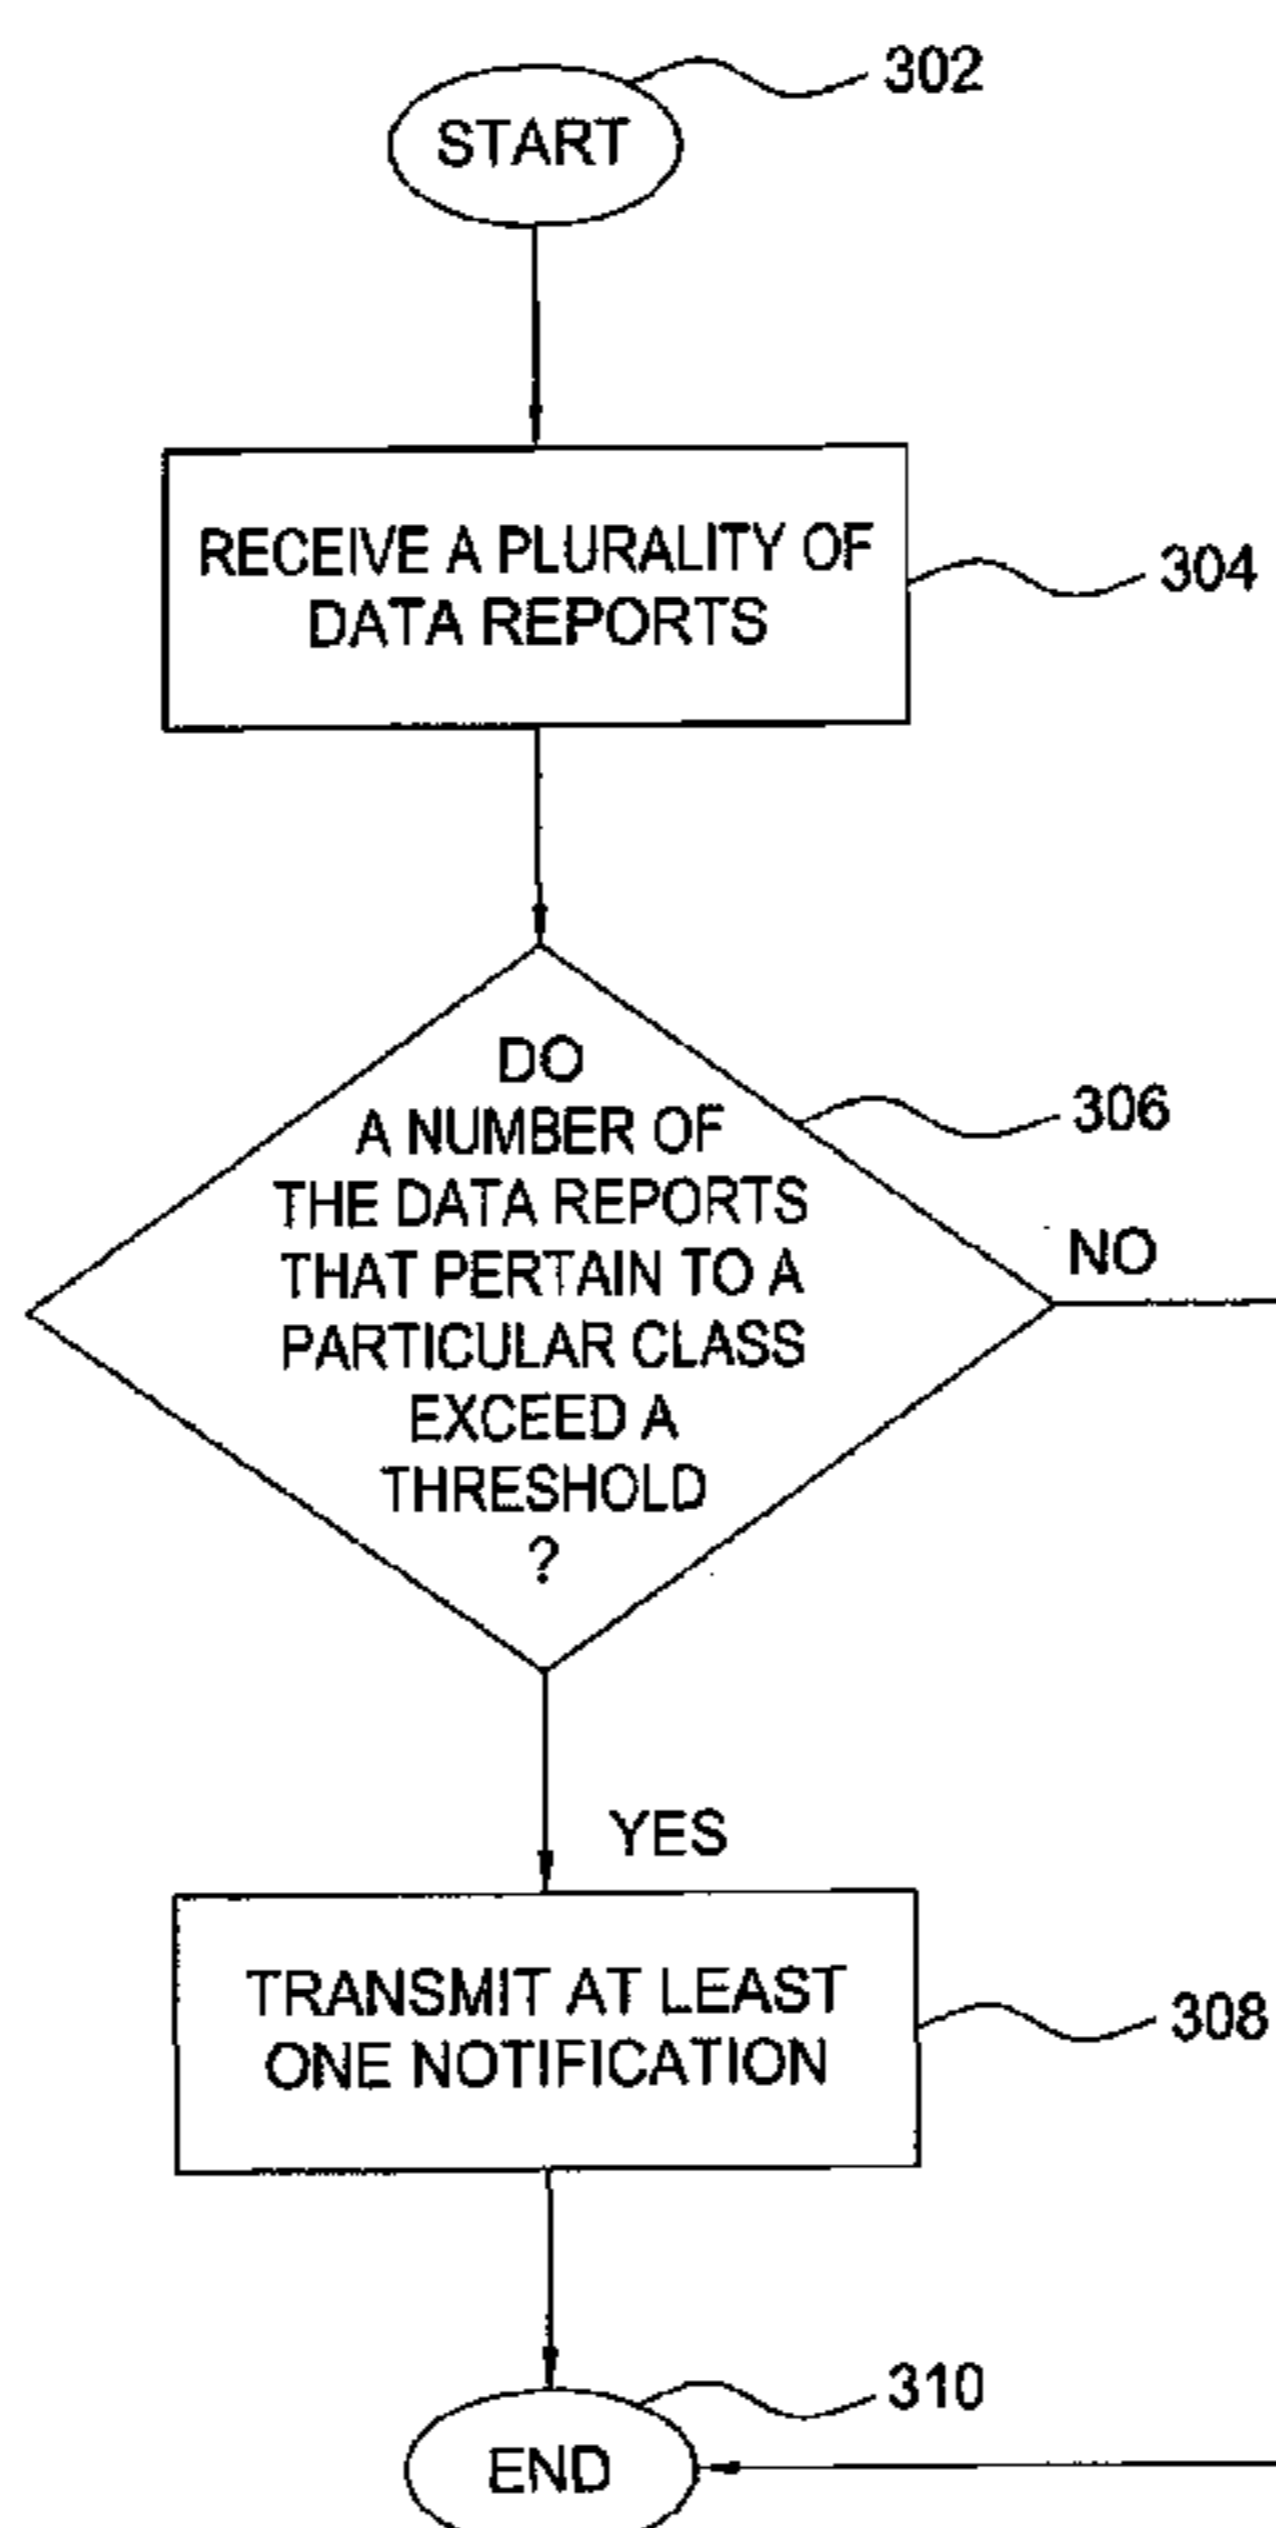 302
START
RECEIVE A PLURALITY OF
DATA REPORTS
304
DO
A NUMBER OF
THE DATA REPORTS
THAT PERTAIN TO A
PARTICULAR CLASS
EXCEED A
THRESHOLD
?
306
NO
YES
TRANSMIT AT LEAST
ONE NOTIFICATION
308
310
END